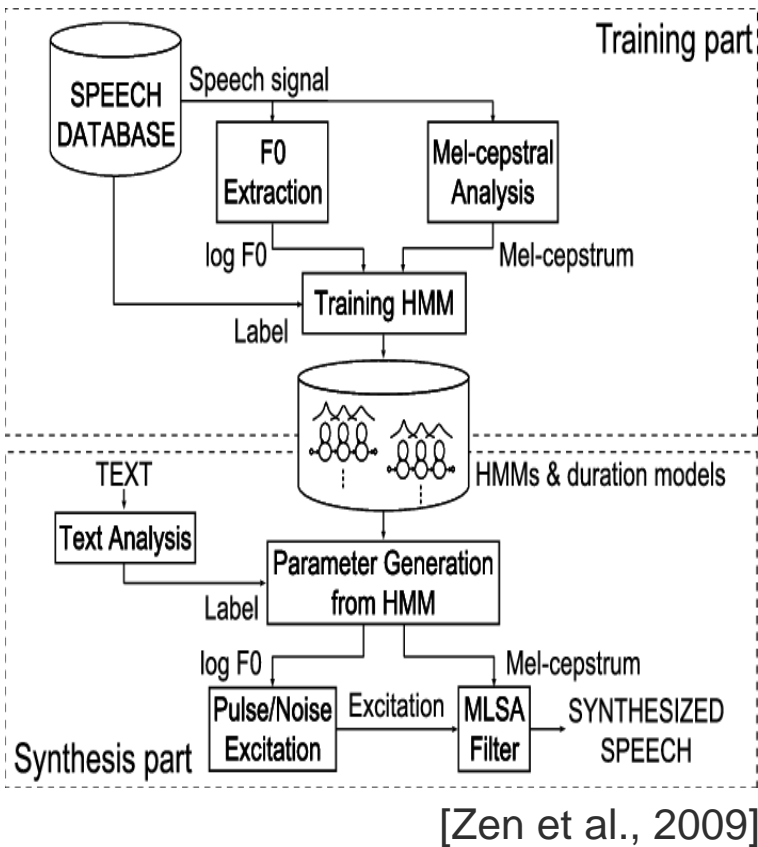 Training part
Speech signal
SPEECH
DATABASE
F0
Extraction
Mel-cepstral
Analysis
log F0
Mel-cepstrum
Training HMM
Label
HMMs & duration models
TEXT
Text Analysis
Parameter Generation
from HMM
Label
log F0
Mel-cepstrum
Pulse/Noise
Excitation
Excitation
MLSA
Filter
SYNTHESIZED
SPEECH
Synthesis part
[Zen et al., 2009]